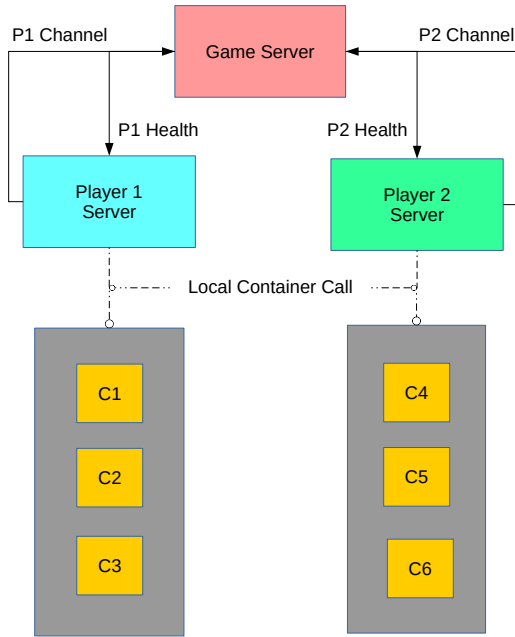 P1 Channel
P2 Channel
Game Server
P1 Health
P2 Health
Player 1
Server
Player 2
Server
Local Container Call
C1
C4
C2
C5
C3
C6